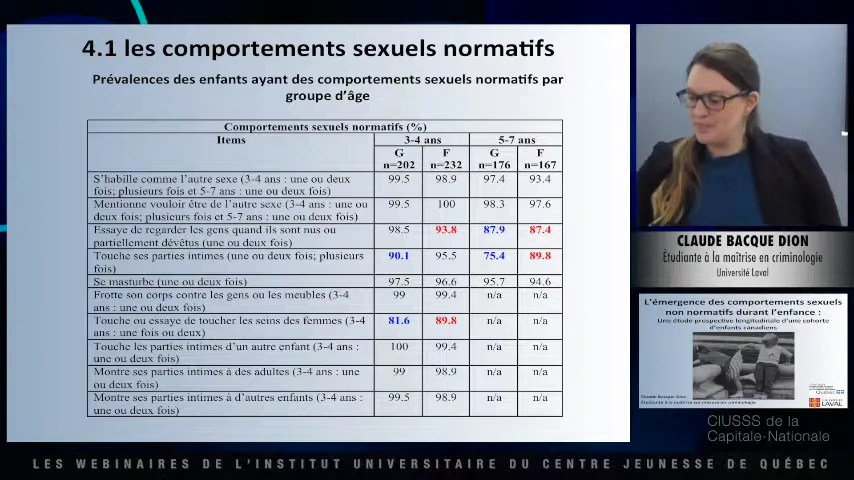 4.1 les comportements sexuels normatifs
Prévalences des enfants ayant des comportements sexuels normatifs par
groupe d'âge
Comportements sexuels normatifs (%)
Items 3-4 ans 5-7 ans
G F G F
n=202 n=232 n=176 n=167
S'habille comme l'autre sexe (3-4 ans : une ou deux 99.5 98.9 97.4 93.4
fois; plusieurs fois et 5-7 ans : une ou deux fois)
Mentionne vouloir être de l'autre sexe (3-4 ans : une ou 99.5 100 98.3 97.6
deux fois; plusieurs fois et 5-7 ans : une ou deux fois)
Essaye de regarder les gens quand ils sont nus ou 98.5 93.8 87.9 87.4
partiellement dévêtus (une ou deux fois)
Touche ses parties intimes (une ou deux fois; plusieurs 90.1 95.5 75.4 89.8
fois)
Se masturbe (une ou deux fois) 97.5 96.6 95.7 94.6
Frotte son corps contre les gens ou les meubles (3-4 99 99.4 n/a n/a
ans : une ou deux fois)
Touche ou essaye de toucher les seins des femmes (3-4 81.6 89.8 n/a n/a
ans : une fois ou deux)
Touche les parties intimes d'un autre enfant (3-4 ans : 100 99.4 n/a n/a
une ou deux fois)
Montre ses parties intimes à des adultes (3-4 ans : une 99 98.9 n/a n/a
ou deux fois)
Montre ses parties intimes à d'autres enfants (3-4 ans : 99.5 98.9 n/a n/a
une ou deux fois)
CLAUDE BACQUE DION
Étudiante à la maîtrise en criminologie
Université Laval
L'émergence des comportements sexuels
non normatifs durant l'enfance :
Une étude prospective longitudinale d'une cohorte
d'enfants canadiens
Claude Bacque Dion
Étudiante à la maîtrise sur mesure en criminologie
Québec
UNIVERSITÉ
LAVAL
CIUSSS de la
Capitale-Nationale
LES WEBINAIRES DE L'INSTITUT UNIVERSITAIRE DU CENTRE JEUNESSE DE QUÉBEC